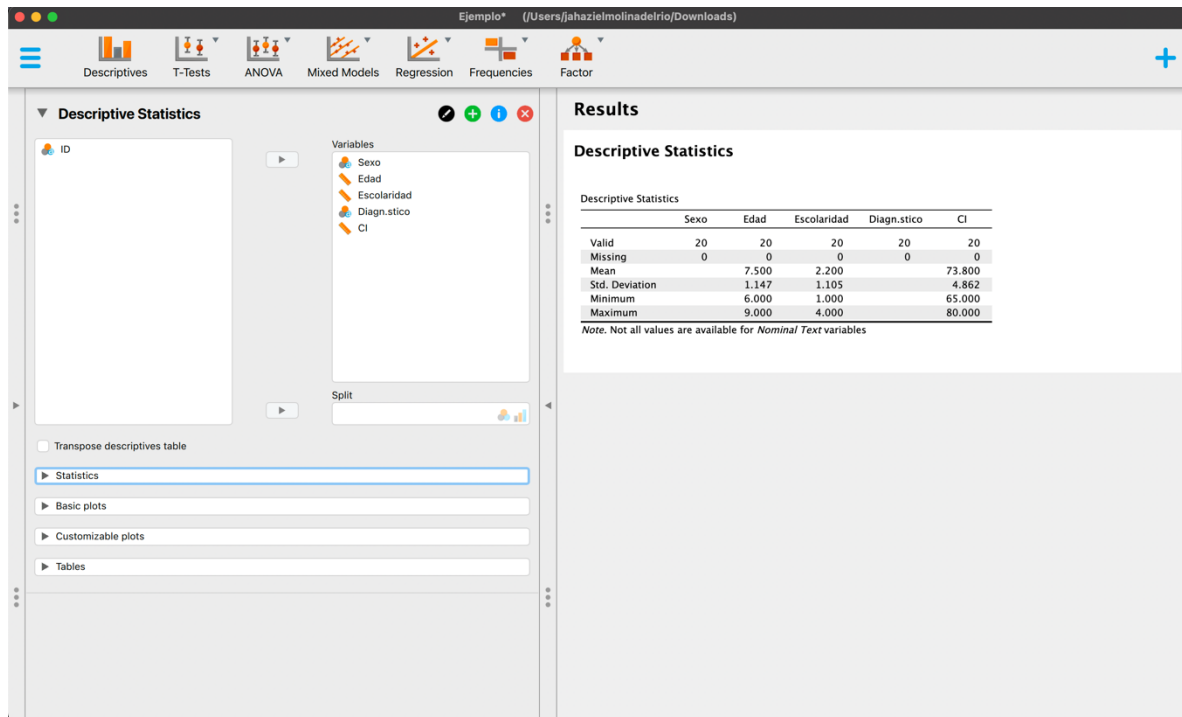 Ejemplo* (/Users/jahazielmolinadelrio/Downloads)
Descriptives T-Tests ANOVA Mixed Models Regression Frequencies Factor
Descriptive Statistics
ID
Variables
Sexo
Edad
Escolaridad
Diagn.stico
CI
Split
Transpose descriptives table
Statistics
Basic plots
Customizable plots
Tables
Results
Descriptive Statistics
Descriptive Statistics
Sexo Edad Escolaridad Diagn.stico CI
Valid 20 20 20 20 20
Missing 0 0 0 0 0
Mean 7.500 2.200 73.800
Std. Deviation 1.147 1.105 4.862
Minimum 6.000 1.000 65.000
Maximum 9.000 4.000 80.000
Note. Not all values are available for Nominal Text variables